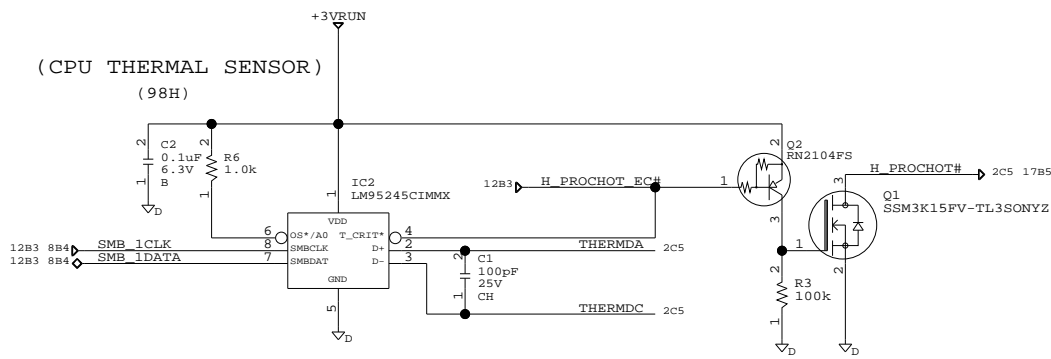 +3VRUN
(CPU THERMAL SENSOR)
(98H)
2
C2
0.1uF
6.3V
B
1
D
2
R6
1.0k
1
IC2
LM95245CIMMX
1
VDD
6 OS*/A0
T_CRIT* 4
12B3 8B4 SMB_1CLK 8 SMBCLK
D+ 2 THERMDA 2C5
12B3 8B4 SMB_1DATA 7 SMBDAT
D- 3
GND
5
D
2
C1
100pF
25V
CH
1
THERMDC 2C5
12B3 H_PROCHOT_EC# 1
2
Q2
RN2104FS
3
H_PROCHOT# 2C5 17B5
3
Q1
SSM3K15FV-TL3SONYZ
1
2
2
R3
100k
1
D
D